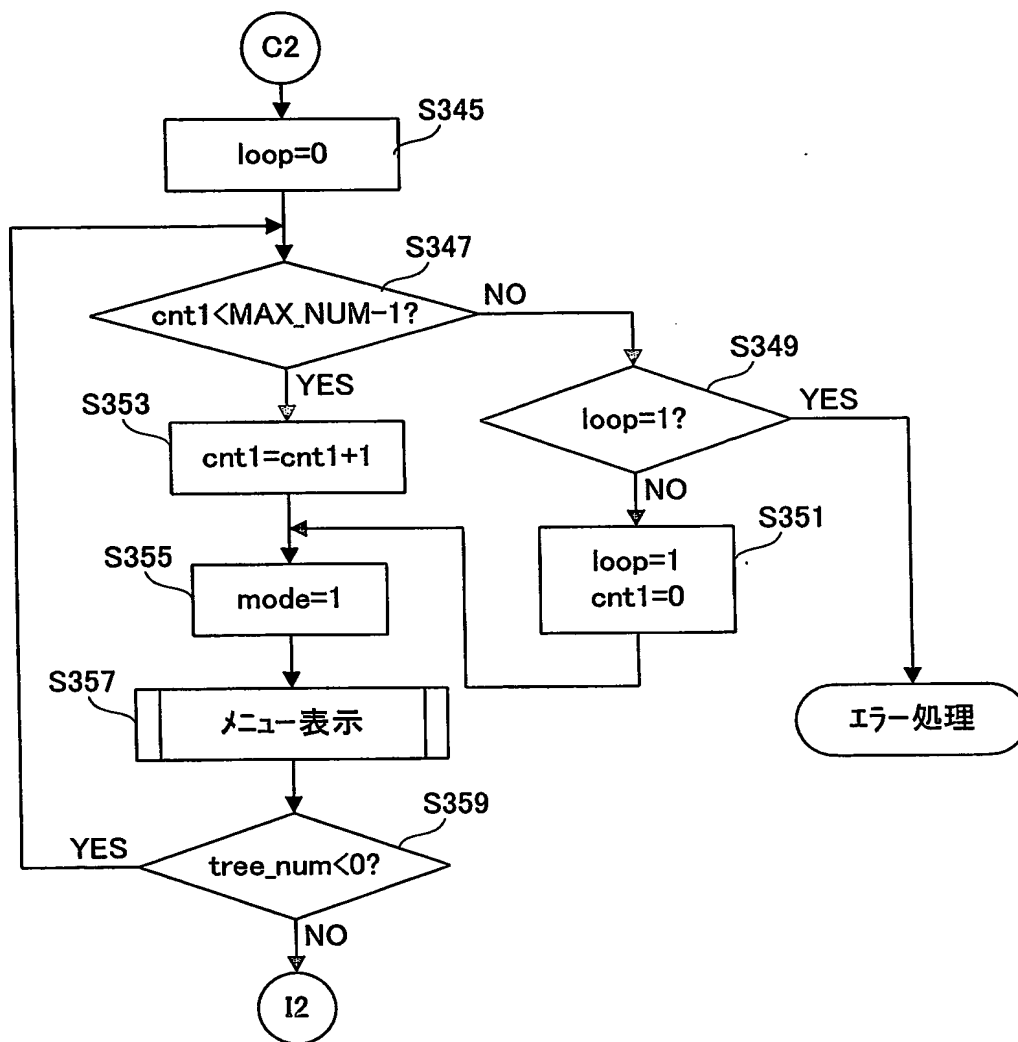 C2
S345
loop=0
S347
cnt1<MAX_NUM-1?
NO
YES
S349
loop=1?
YES
NO
S353
cnt1=cnt1+1
S351
loop=1
cnt1=0
S355
mode=1
S357
メニュー表示
エラー処理
S359
tree_num<0?
YES
NO
I2